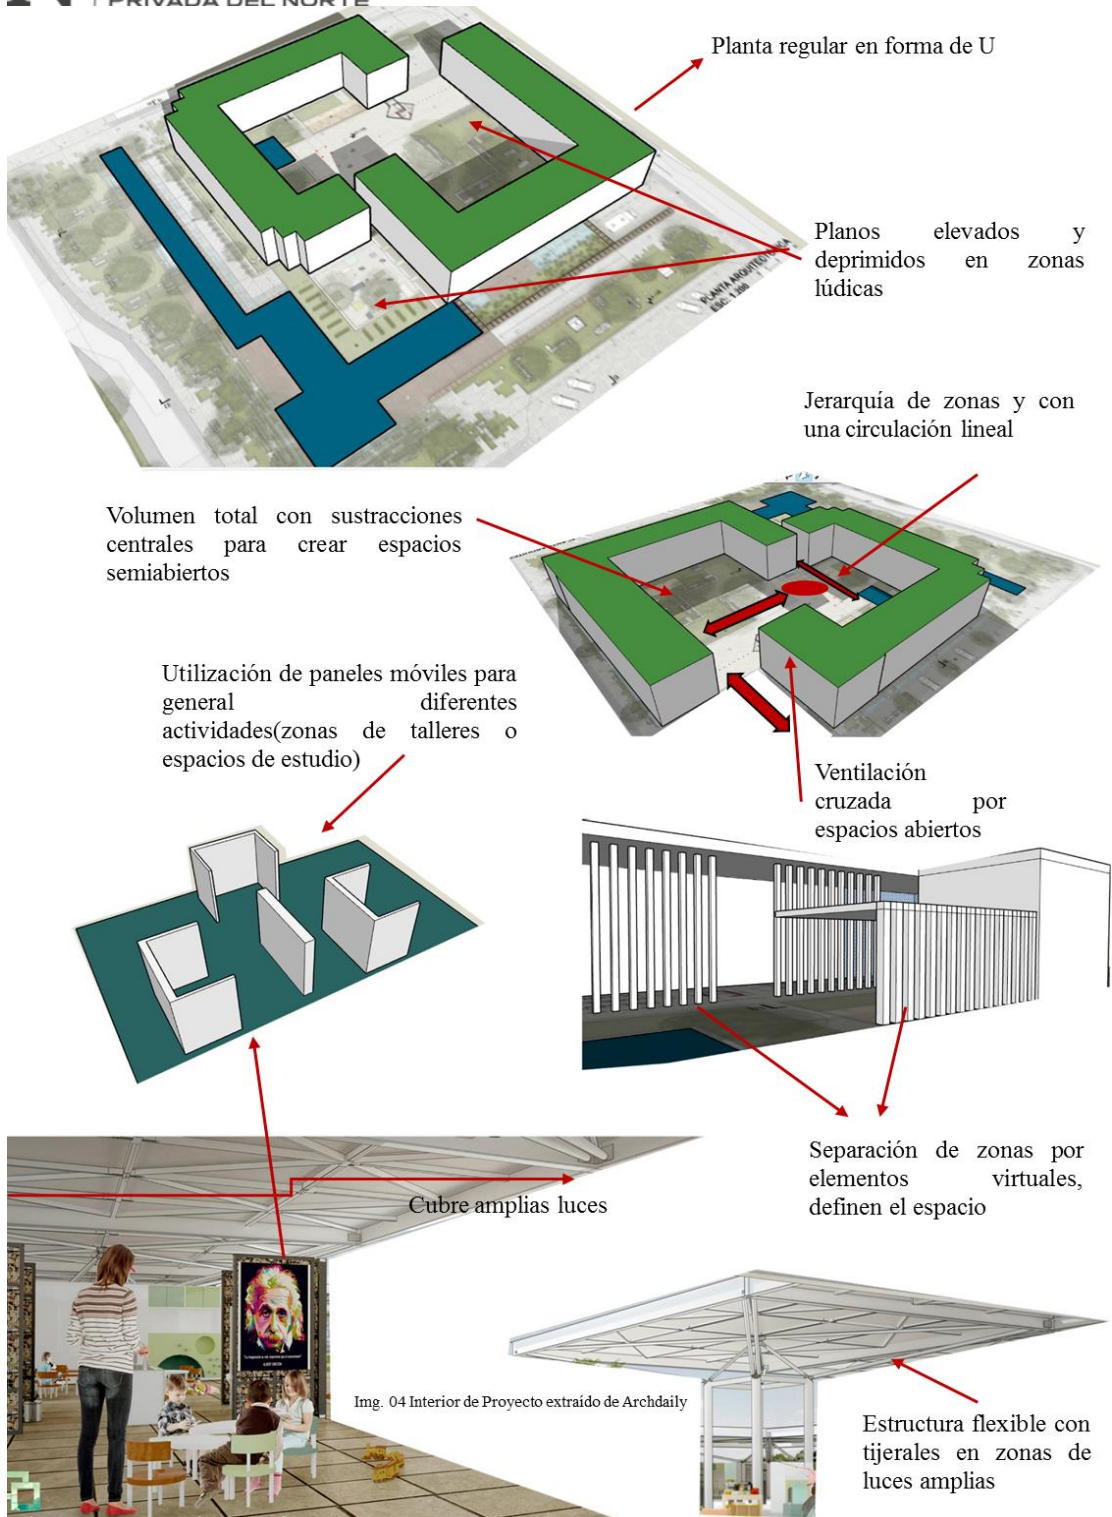 PRIVADA DEL NORTE
Planta regular en forma de U
Planos elevados y
deprimidos en zonas
lúdicas
PLANTA ARQUITECTONICA
ESC: 1.200
Jerarquía de zonas y con
una circulación lineal
Volumen total con sustracciones
centrales para crear espacios
semiabiertos
Utilización de paneles móviles para
general diferentes
actividades(zonas de talleres o
espacios de estudio)
Ventilación
cruzada por
espacios abiertos
Separación de zonas por
elementos virtuales,
definen el espacio
Cubre amplias luces
Img. 04 Interior de Proyecto extraído de Archdaily
Estructura flexible con
tijerales en zonas de
luces amplias